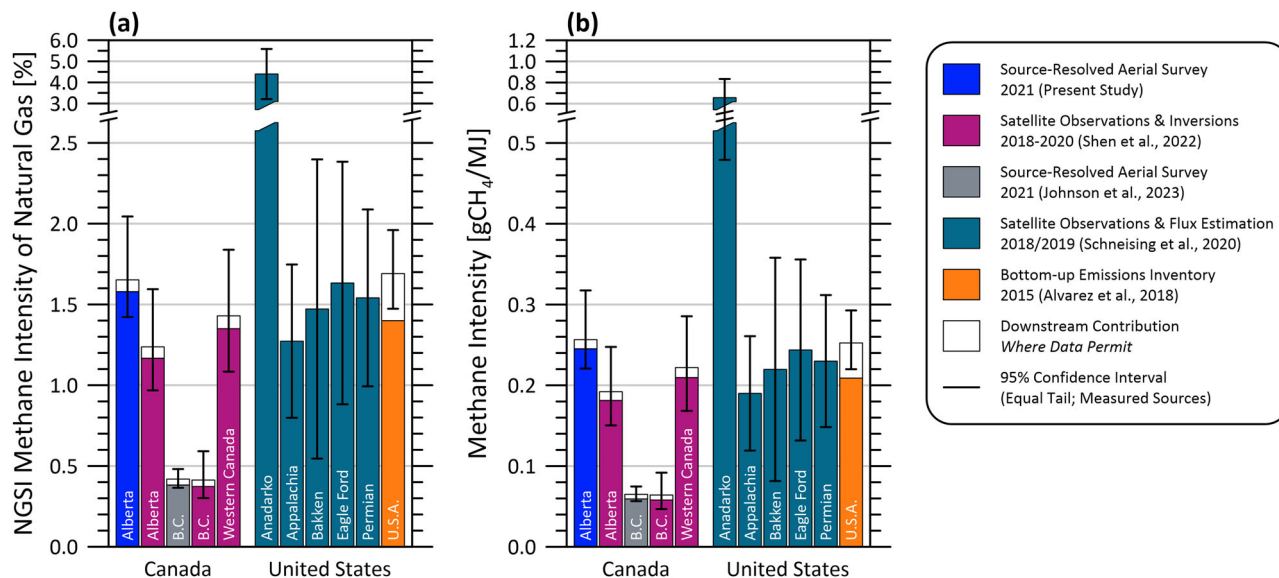 (a)
NGSI Methane Intensity of Natural Gas [%]
6.0
5.0
4.0
3.0
2.5
2.0
1.5
1.0
0.5
0.0
Alberta
Alberta
B.C.
B.C.
Western Canada
Anadarko
Appalachia
Bakken
Eagle Ford
Permian
U.S.A.
Canada
United States
(b)
Methane Intensity [gCH₄/MJ]
1.2
1.0
0.8
0.6
0.5
0.4
0.3
0.2
0.1
0.0
Alberta
Alberta
B.C.
B.C.
Western Canada
Anadarko
Appalachia
Bakken
Eagle Ford
Permian
U.S.A.
Canada
United States
Source-Resolved Aerial Survey
2021 (Present Study)
Satellite Observations & Inversions
2018-2020 (Shen et al., 2022)
Source-Resolved Aerial Survey
2021 (Johnson et al., 2023)
Satellite Observations & Flux Estimation
2018/2019 (Schneising et al., 2020)
Bottom-up Emissions Inventory
2015 (Alvarez et al., 2018)
Downstream Contribution
Where Data Permit
95% Confidence Interval
(Equal Tail; Measured Sources)